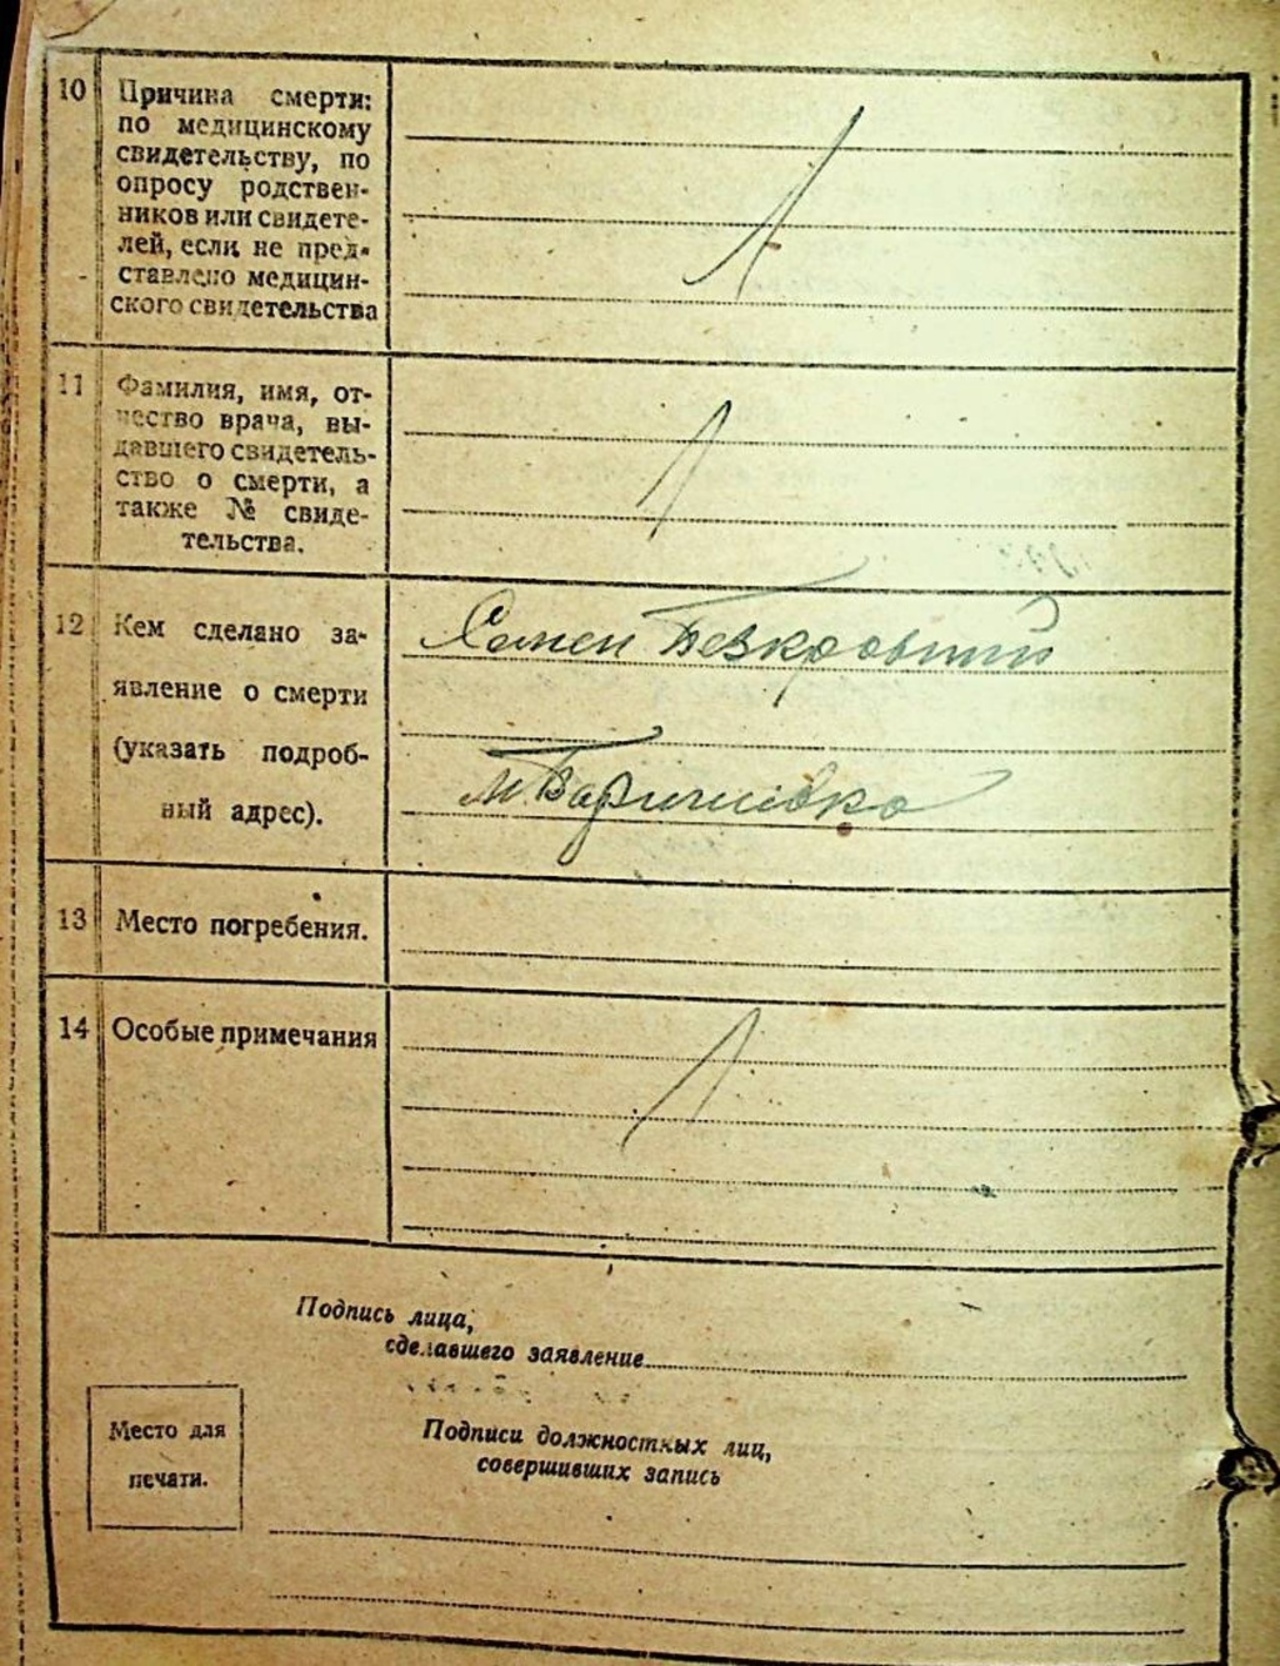 10 Причина смерти:
по медицинскому
свидетельству, по
опросу родствен-
ников или свидете-
лей, если не пред-
ставлено медицин-
ского свидетельства
11 Фамилия, имя, от-
чество врача, вы-
давшего свидетель-
ство о смерти, а
также № свиде-
тельства.
12 Кем сделано за-
явление о смерти
(указать подроб-
ный адрес).
Семен Безкровний
м Баришівка
13 Место погребения.
14 Особые примечания
Подпись лица,
сделавшего заявление
Место для
печати.
Подписи должностных лиц,
совершивших запись